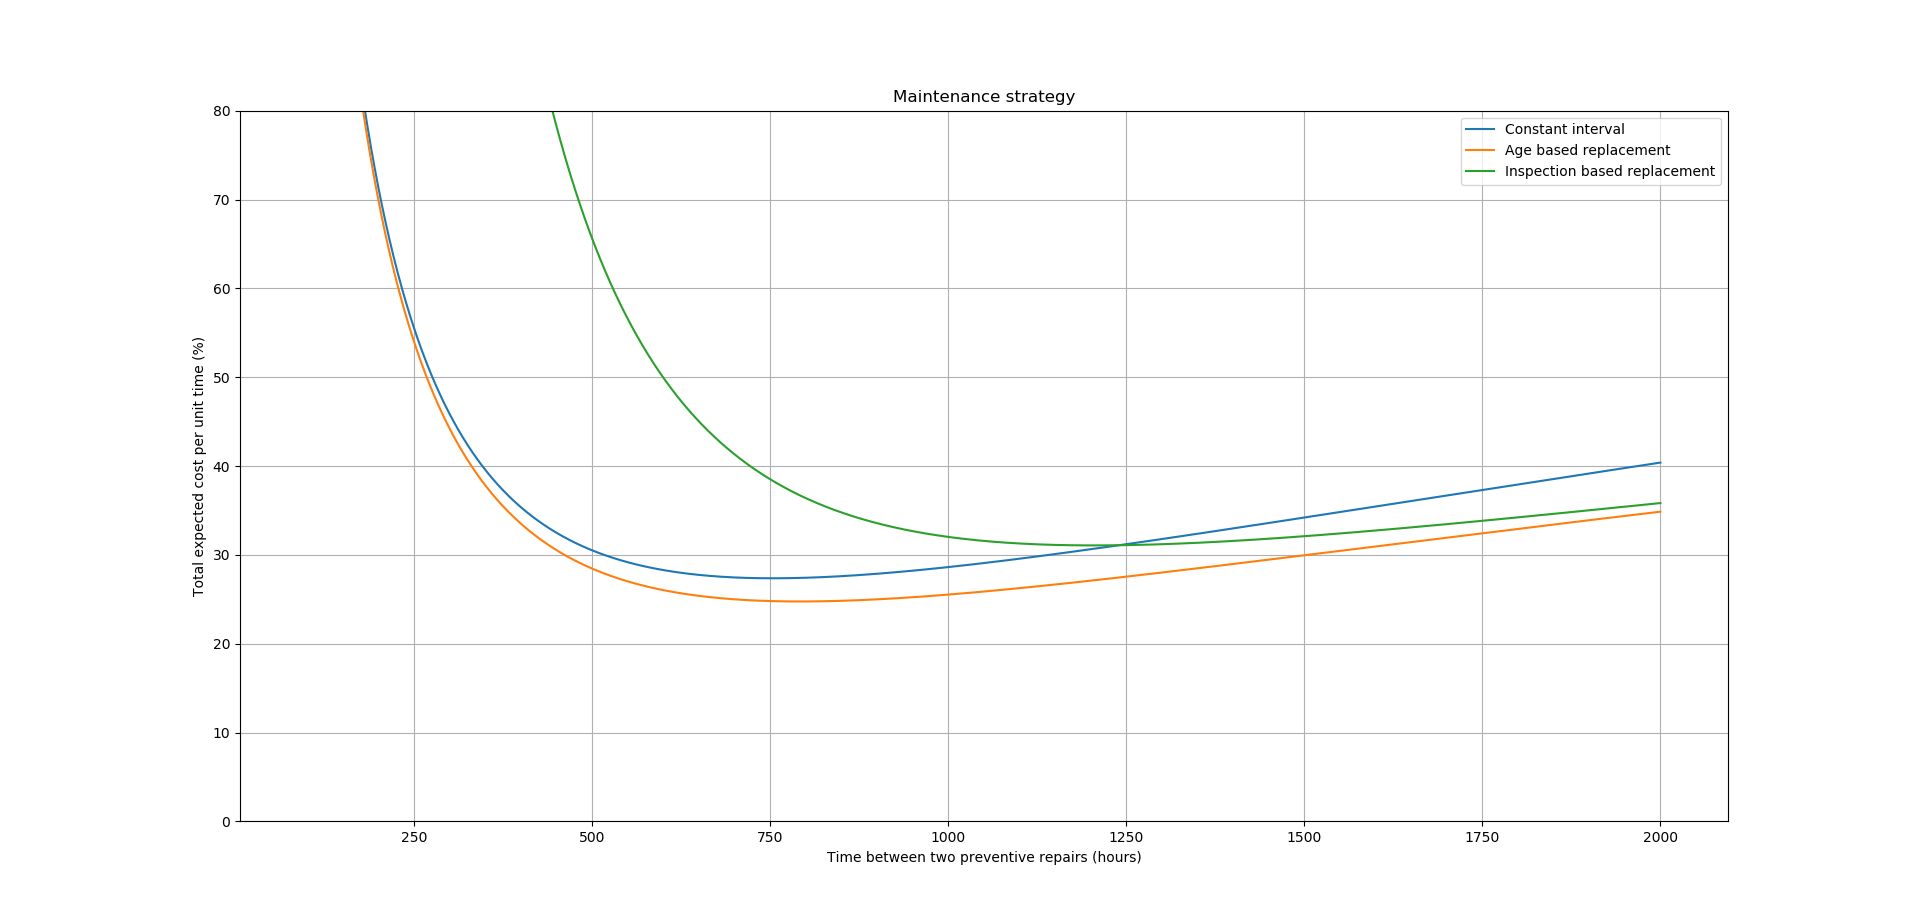 Maintenance strategy
Constant interval
Age based replacement
Inspection based replacement
Total expected cost per unit time (%)
80
70
60
50
40
30
20
10
0
250 500 750 1000 1250 1500 1750 2000
Time between two preventive repairs (hours)